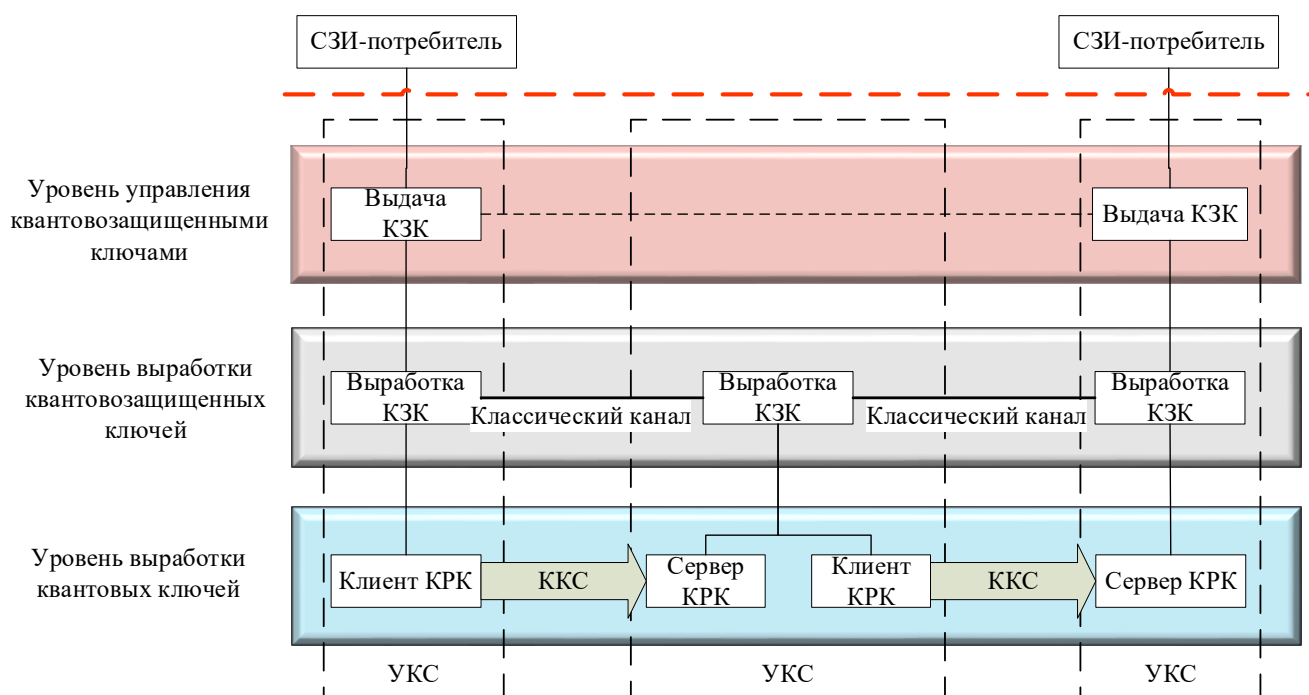 СЗИ-потребитель
СЗИ-потребитель
Уровень управления
квантовозащищенными
ключами
Выдача
КЗК
Выдача КЗК
Уровень выработки
квантовозащищенных
ключей
Выработка
КЗК
Классический канал
Выработка
КЗК
Классический канал
Выработка
КЗК
Уровень выработки
квантовых ключей
Клиент КРК
ККС
Сервер
КРК
Клиент
КРК
ККС
Сервер КРК
УКС
УКС
УКС